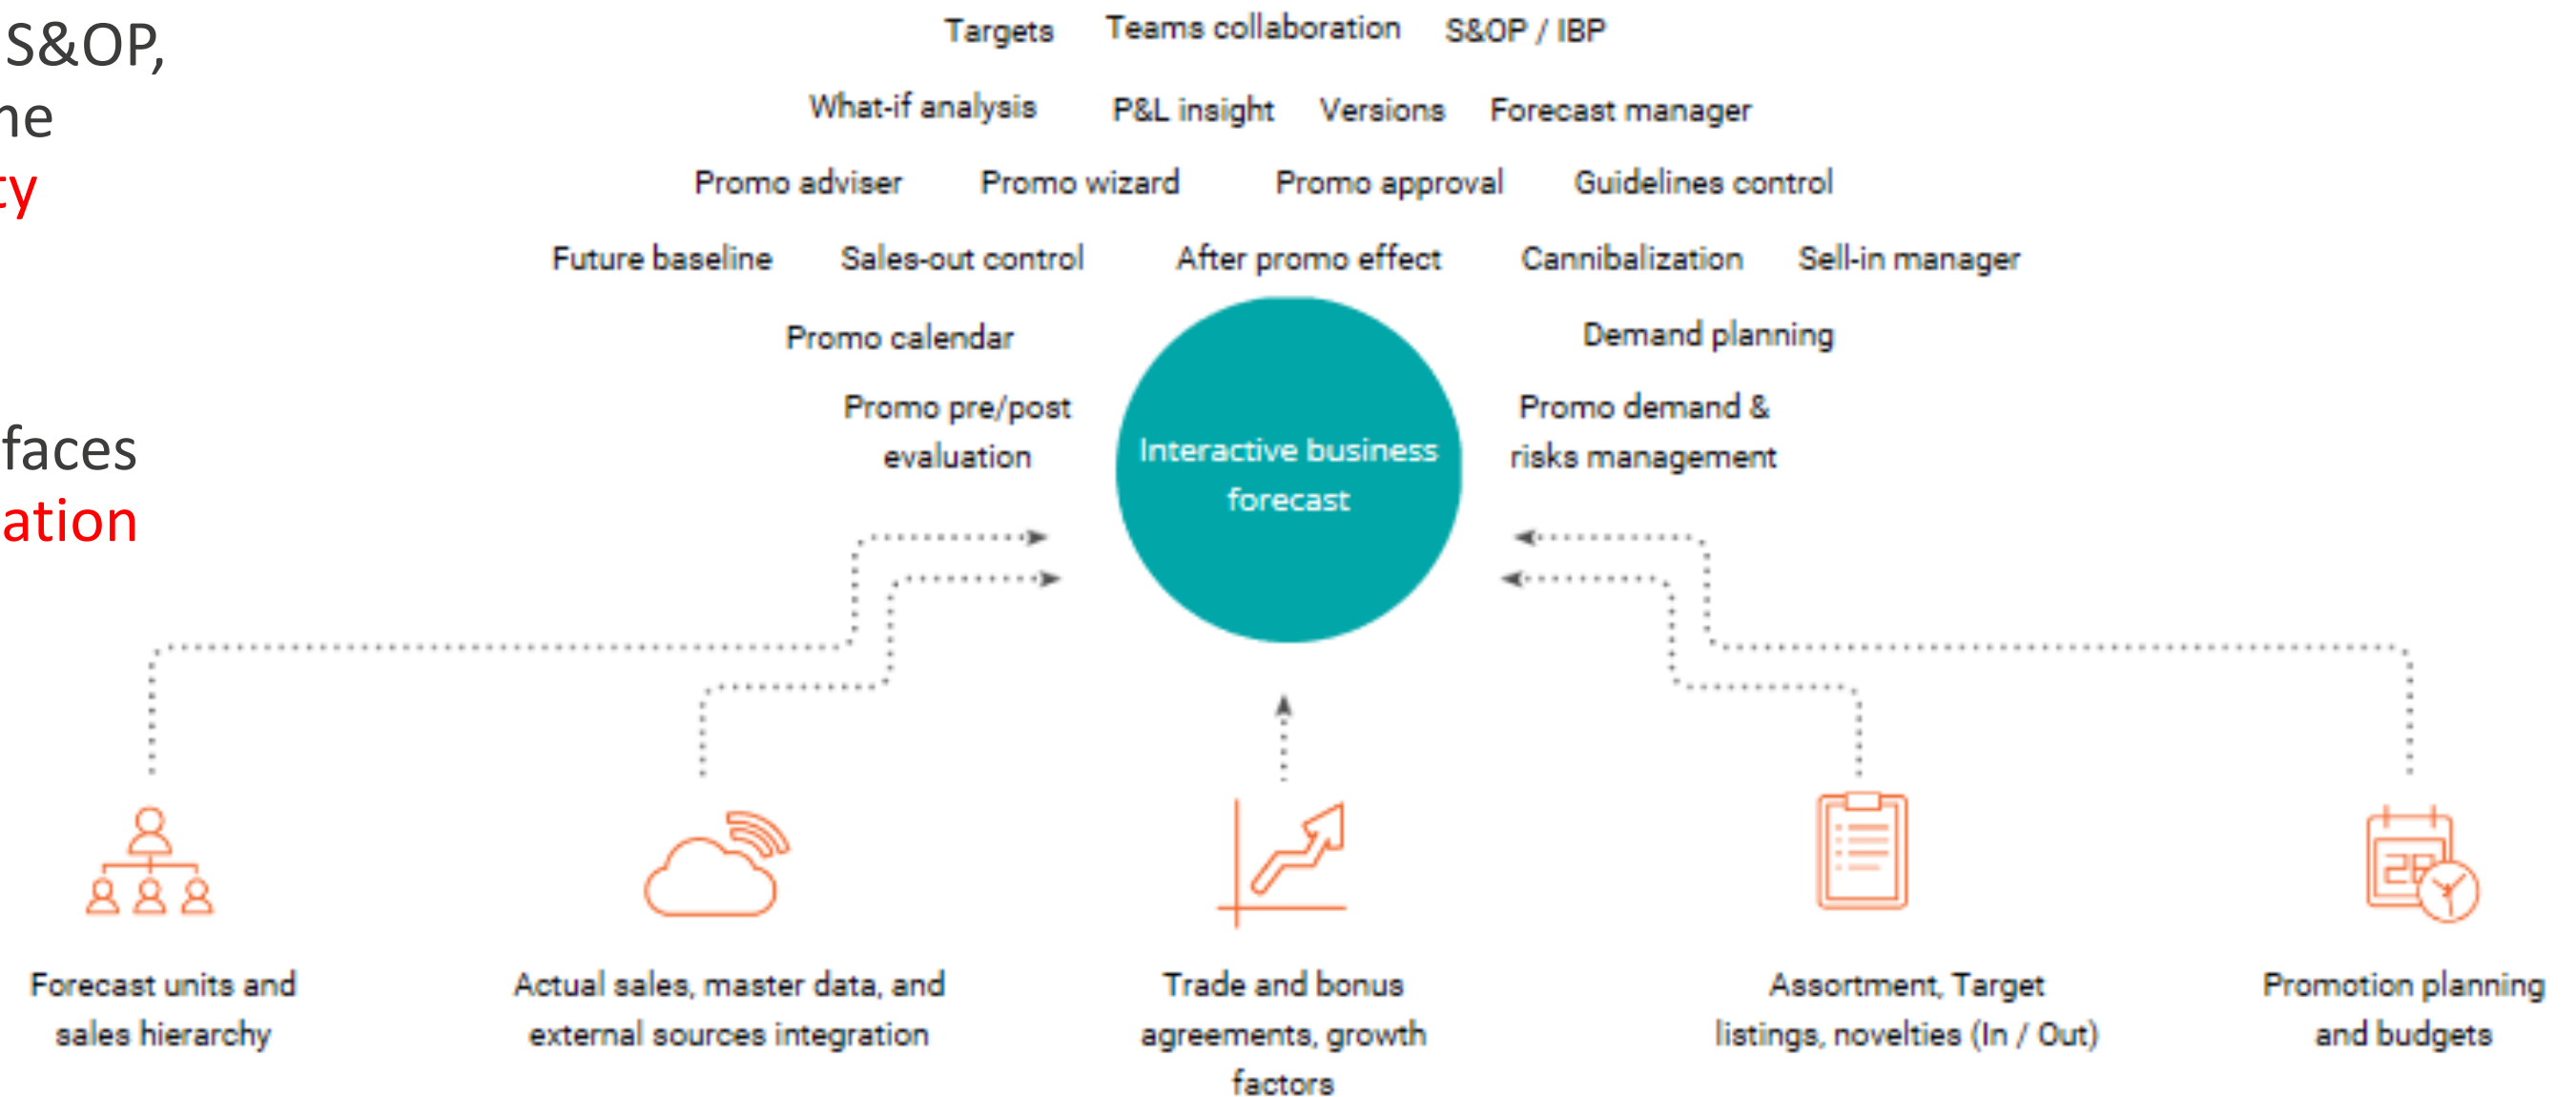 S&OP,
ne
ty
faces
ation
Targets Teams collaboration S&OP / IBP
What-if analysis P&L insight Versions Forecast manager
Promo adviser Promo wizard Promo approval Guidelines control
Future baseline Sales-out control After promo effect Cannibalization Sell-in manager
Promo calendar Demand planning
Promo pre/post
evaluation
Interactive business
forecast
Promo demand &
risks management
Forecast units and
sales hierarchy
Actual sales, master data, and
external sources integration
Trade and bonus
agreements, growth
factors
Assortment, Target
listings, novelties (In / Out)
Promotion planning
and budgets